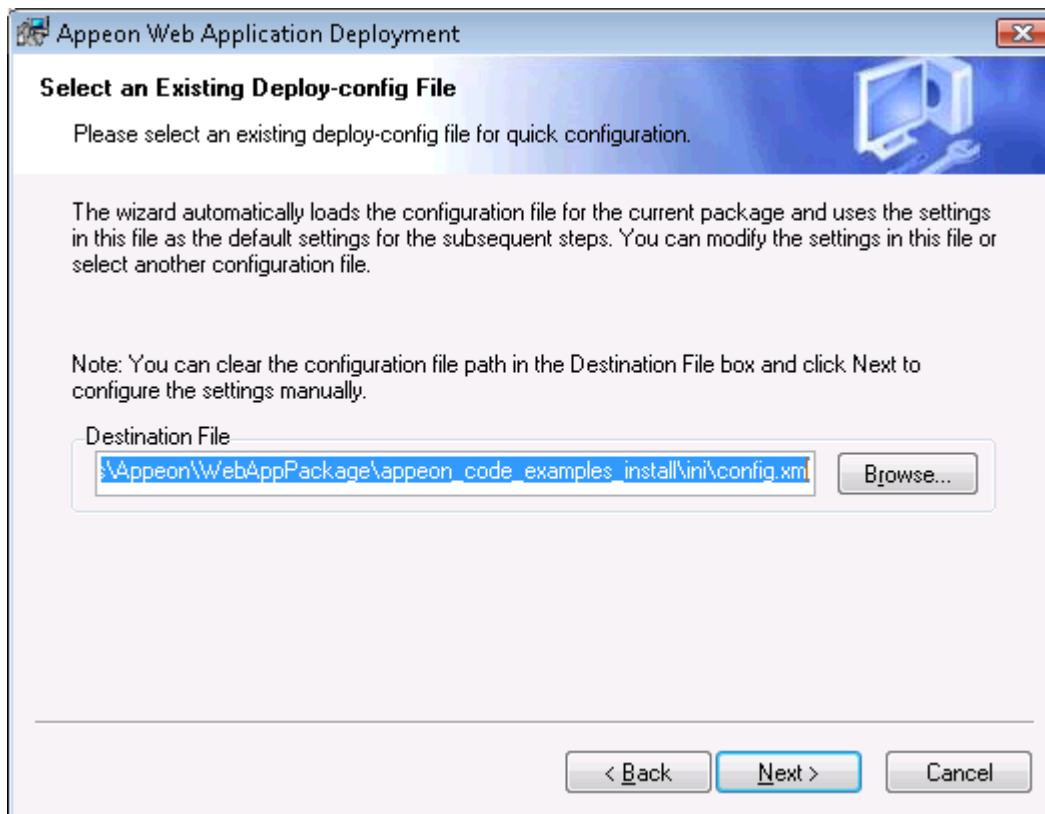 Appeon Web Application Deployment
Select an Existing Deploy-config File
Please select an existing deploy-config file for quick configuration.
The wizard automatically loads the configuration file for the current package and uses the settings
in this file as the default settings for the subsequent steps. You can modify the settings in this file or
select another configuration file.
Note: You can clear the configuration file path in the Destination File box and click Next to
configure the settings manually.
Destination File
s\Appeon\WebAppPackage\appeon_code_examples_install\ini\config.xm
Browse...
< Back
Next >
Cancel